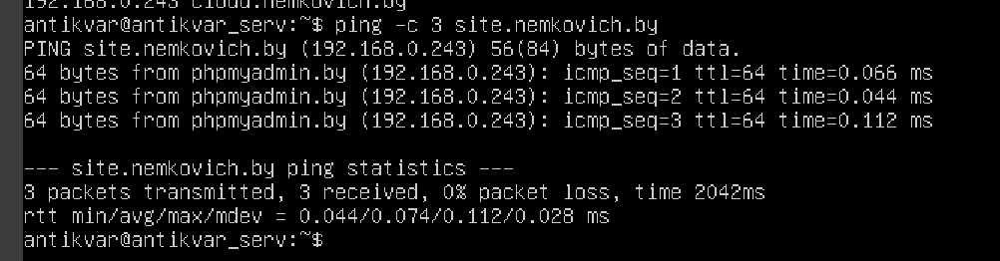 192.168.0.243 cloud.nemkovich.by
antikvar@antikvar_serv:~$ ping -c 3 site.nemkovich.by
PING site.nemkovich.by (192.168.0.243) 56(84) bytes of data.
64 bytes from phpmyadmin.by (192.168.0.243): icmp_seq=1 ttl=64 time=0.066 ms
64 bytes from phpmyadmin.by (192.168.0.243): icmp_seq=2 ttl=64 time=0.044 ms
64 bytes from phpmyadmin.by (192.168.0.243): icmp_seq=3 ttl=64 time=0.112 ms
--- site.nemkovich.by ping statistics ---
3 packets transmitted, 3 received, 0% packet loss, time 2042ms
rtt min/avg/max/mdev = 0.044/0.074/0.112/0.028 ms
antikvar@antikvar_serv:~$